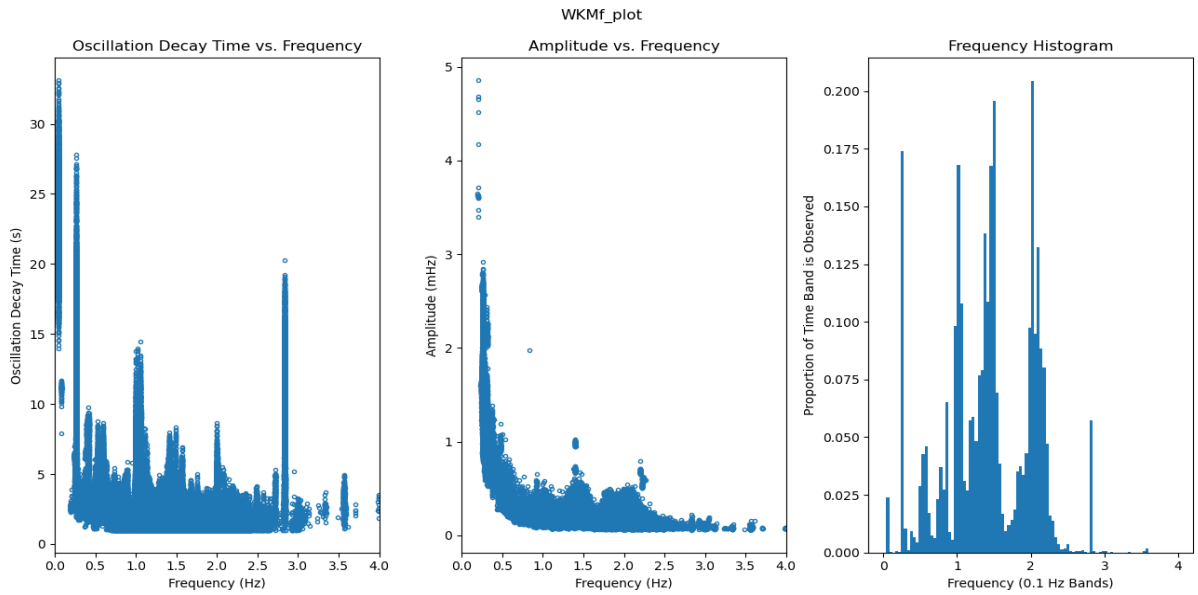 WKMf_plot
Oscillation Decay Time vs. Frequency
Oscillation Decay Time (s)
30
25
20
15
10
5
0
0.0 0.5 1.0 1.5 2.0 2.5 3.0 3.5 4.0
Frequency (Hz)
Amplitude vs. Frequency
Amplitude (mHz)
5
4
3
2
1
0
0.0 0.5 1.0 1.5 2.0 2.5 3.0 3.5 4.0
Frequency (Hz)
Frequency Histogram
Proportion of Time Band is Observed
0.200
0.175
0.150
0.125
0.100
0.075
0.050
0.025
0.000
0 1 2 3 4
Frequency (0.1 Hz Bands)